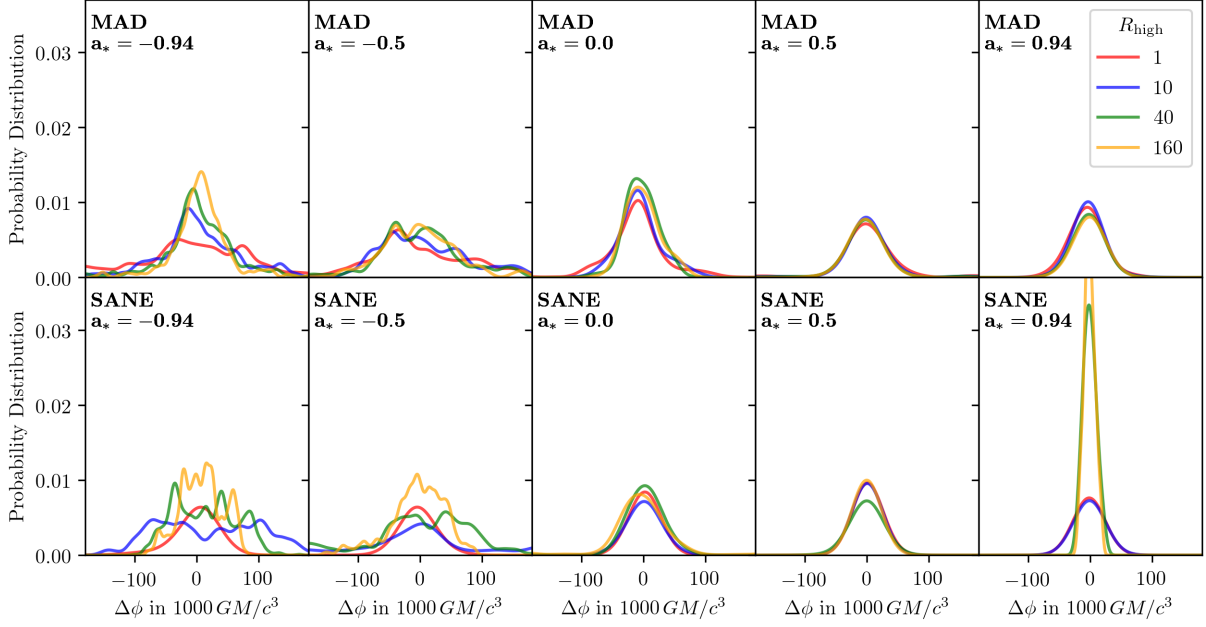 MAD
a* = −0.94
MAD
a* = −0.5
MAD
a* = 0.0
MAD
a* = 0.5
MAD
a* = 0.94
R_high
1
10
40
160
Probability Distribution
0.03
0.02
0.01
0.00
SANE
a* = −0.94
SANE
a* = −0.5
SANE
a* = 0.0
SANE
a* = 0.5
SANE
a* = 0.94
Probability Distribution
0.03
0.02
0.01
0.00
−100 0 100
−100 0 100
−100 0 100
−100 0 100
−100 0 100
Δϕ in 1000 GM/c³
Δϕ in 1000 GM/c³
Δϕ in 1000 GM/c³
Δϕ in 1000 GM/c³
Δϕ in 1000 GM/c³